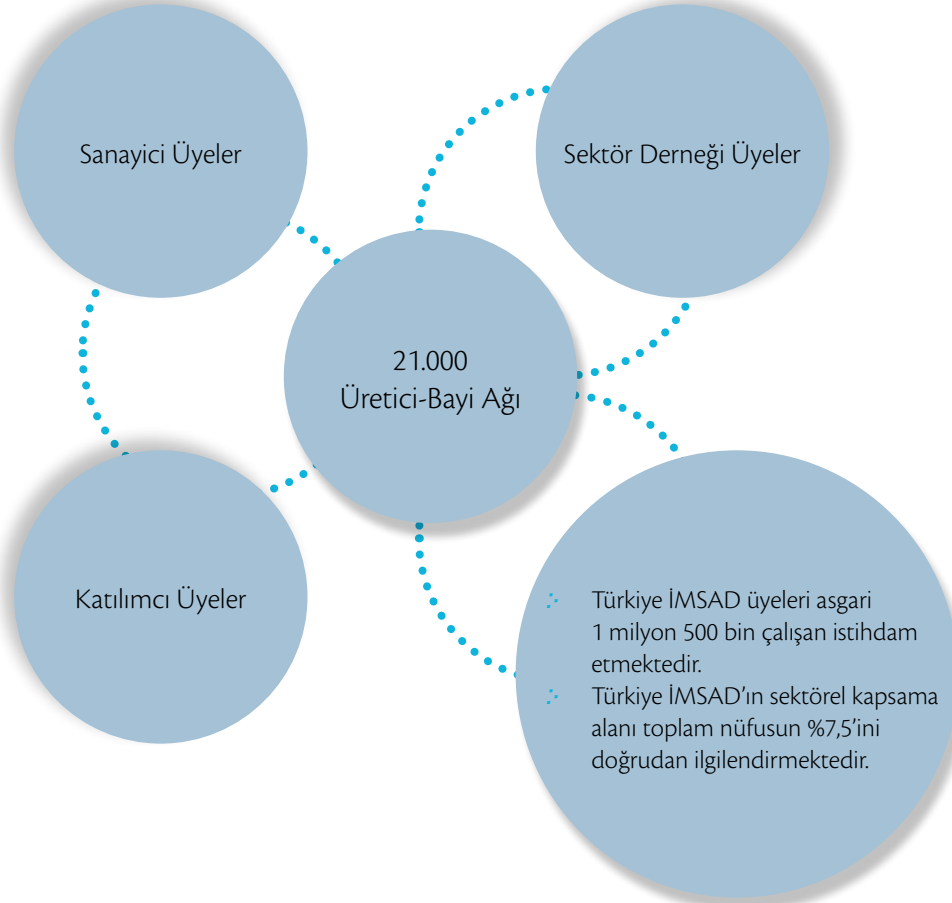 Sanayici Üyeler
Sektör Derneği Üyeler
21.000
Üretici-Bayi Ağı
Katılımcı Üyeler
Türkiye İMSAD üyeleri asgari
1 milyon 500 bin çalışan istihdam
etmektedir.
Türkiye İMSAD’ın sektörel kapsama
alanı toplam nüfusun %7,5’ini
doğrudan ilgilendirmektedir.